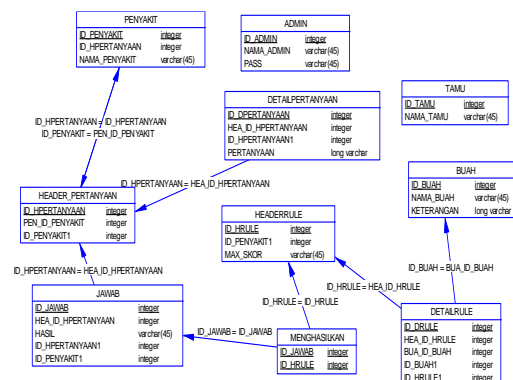 PENYAKIT
ID_PENYAKIT integer
ID_HPERTANYAAN integer
NAMA_PENYAKIT varchar(45)
ADMIN
ID_ADMIN integer
NAMA_ADMIN varchar(45)
PASS varchar(45)
TAMU
ID_TAMU integer
NAMA_TAMU varchar(45)
DETAILPERTANYAAN
ID_DPERTANYAAN integer
HEA_ID_HPERTANYAAN integer
ID_HPERTANYAAN1 integer
PERTANYAAN long varchar
ID_HPERTANYAAN = ID_HPERTANYAAN
ID_PENYAKIT = PEN_ID_PENYAKIT
ID_HPERTANYAAN = HEA_ID_HPERTANYAAN
BUAH
ID_BUAH integer
NAMA_BUAH varchar(45)
KETERANGAN long varchar
HEADER_PERTANYAAN
ID_HPERTANYAAN integer
PEN_ID_PENYAKIT integer
ID_PENYAKIT1 integer
HEADERRULE
ID_HRULE integer
ID_PENYAKIT1 integer
MAX_SKOR varchar(45)
ID_HPERTANYAAN = HEA_ID_HPERTANYAAN
ID_BUAH = BUA_ID_BUAH
ID_HRULE = HEA_ID_HRULE
ID_HRULE = ID_HRULE
JAWAB
ID_JAWAB integer
HEA_ID_HPERTANYAAN integer
HASIL varchar(45)
ID_HPERTANYAAN1 integer
ID_PENYAKIT1 integer
ID_JAWAB = ID_JAWAB
MENGHASILKAN
ID_JAWAB integer
ID_HRULE integer
DETAILRULE
ID_DRULE integer
HEA_ID_HRULE integer
BUA_ID_BUAH integer
ID_BUAH1 integer
ID_HRULE1 integer